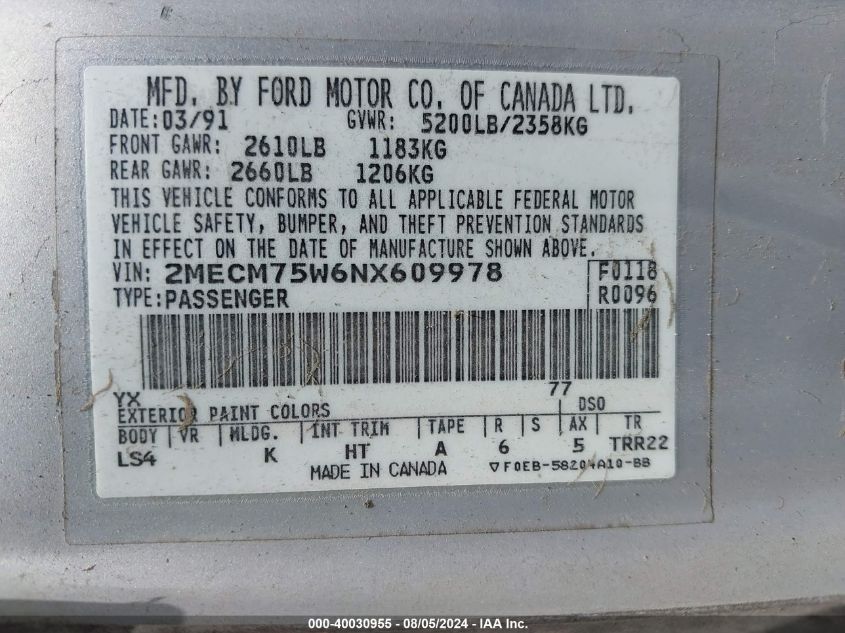 MFD. BY FORD MOTOR CO. OF CANADA LTD.
DATE: 03/91 GVWR: 5200LB/2358KG
FRONT GAWR: 2610LB 1183KG
REAR GAWR: 2660LB 1206KG
THIS VEHICLE CONFORMS TO ALL APPLICABLE FEDERAL MOTOR
VEHICLE SAFETY, BUMPER, AND THEFT PREVENTION STANDARDS
IN EFFECT ON THE DATE OF MANUFACTURE SHOWN ABOVE.
VIN: 2MECM75W6NX609978 F0118
TYPE: PASSENGER R0096
YX 77
EXTERIOR PAINT COLORS DSO
BODY | VR | MLDG. | INT TRIM | TAPE | R | S | AX | TR
LS4 K HT A 6 5 TRR22
MADE IN CANADA ▽F0EB-58204A10-BB
000-40030955 - 08/05/2024 - IAA Inc.